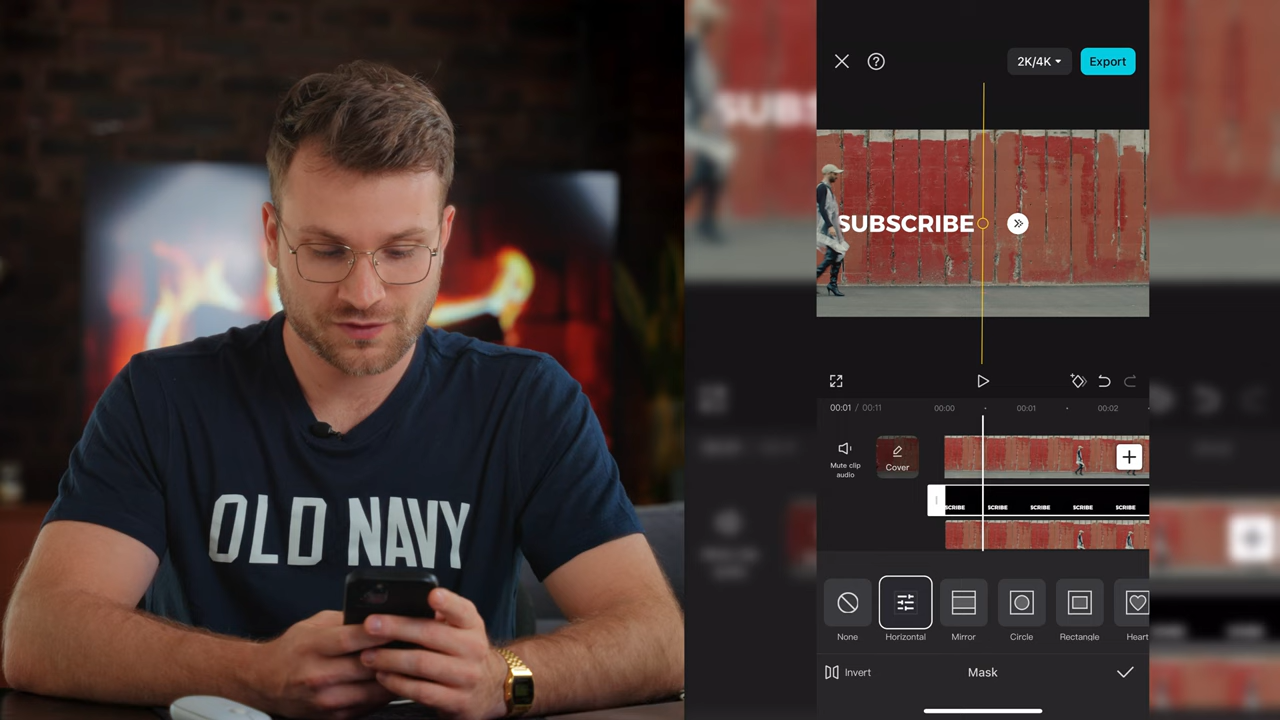 OLD NAVY
2K/4K
Export
SUBSCRIBE
00:01 / 00:11
00:00
00:01
00:02
Mute clip
audio
Cover
SCRIBE
SCRIBE
SCRIBE
SCRIBE
SCRIBE
None
Horizontal
Mirror
Circle
Rectangle
Heart
Invert
Mask